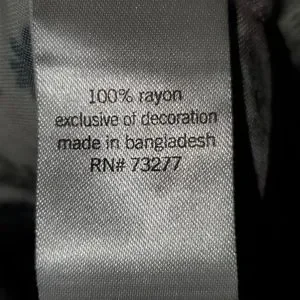 100% rayon
exclusive of decoration
made in bangladesh
RN# 73277